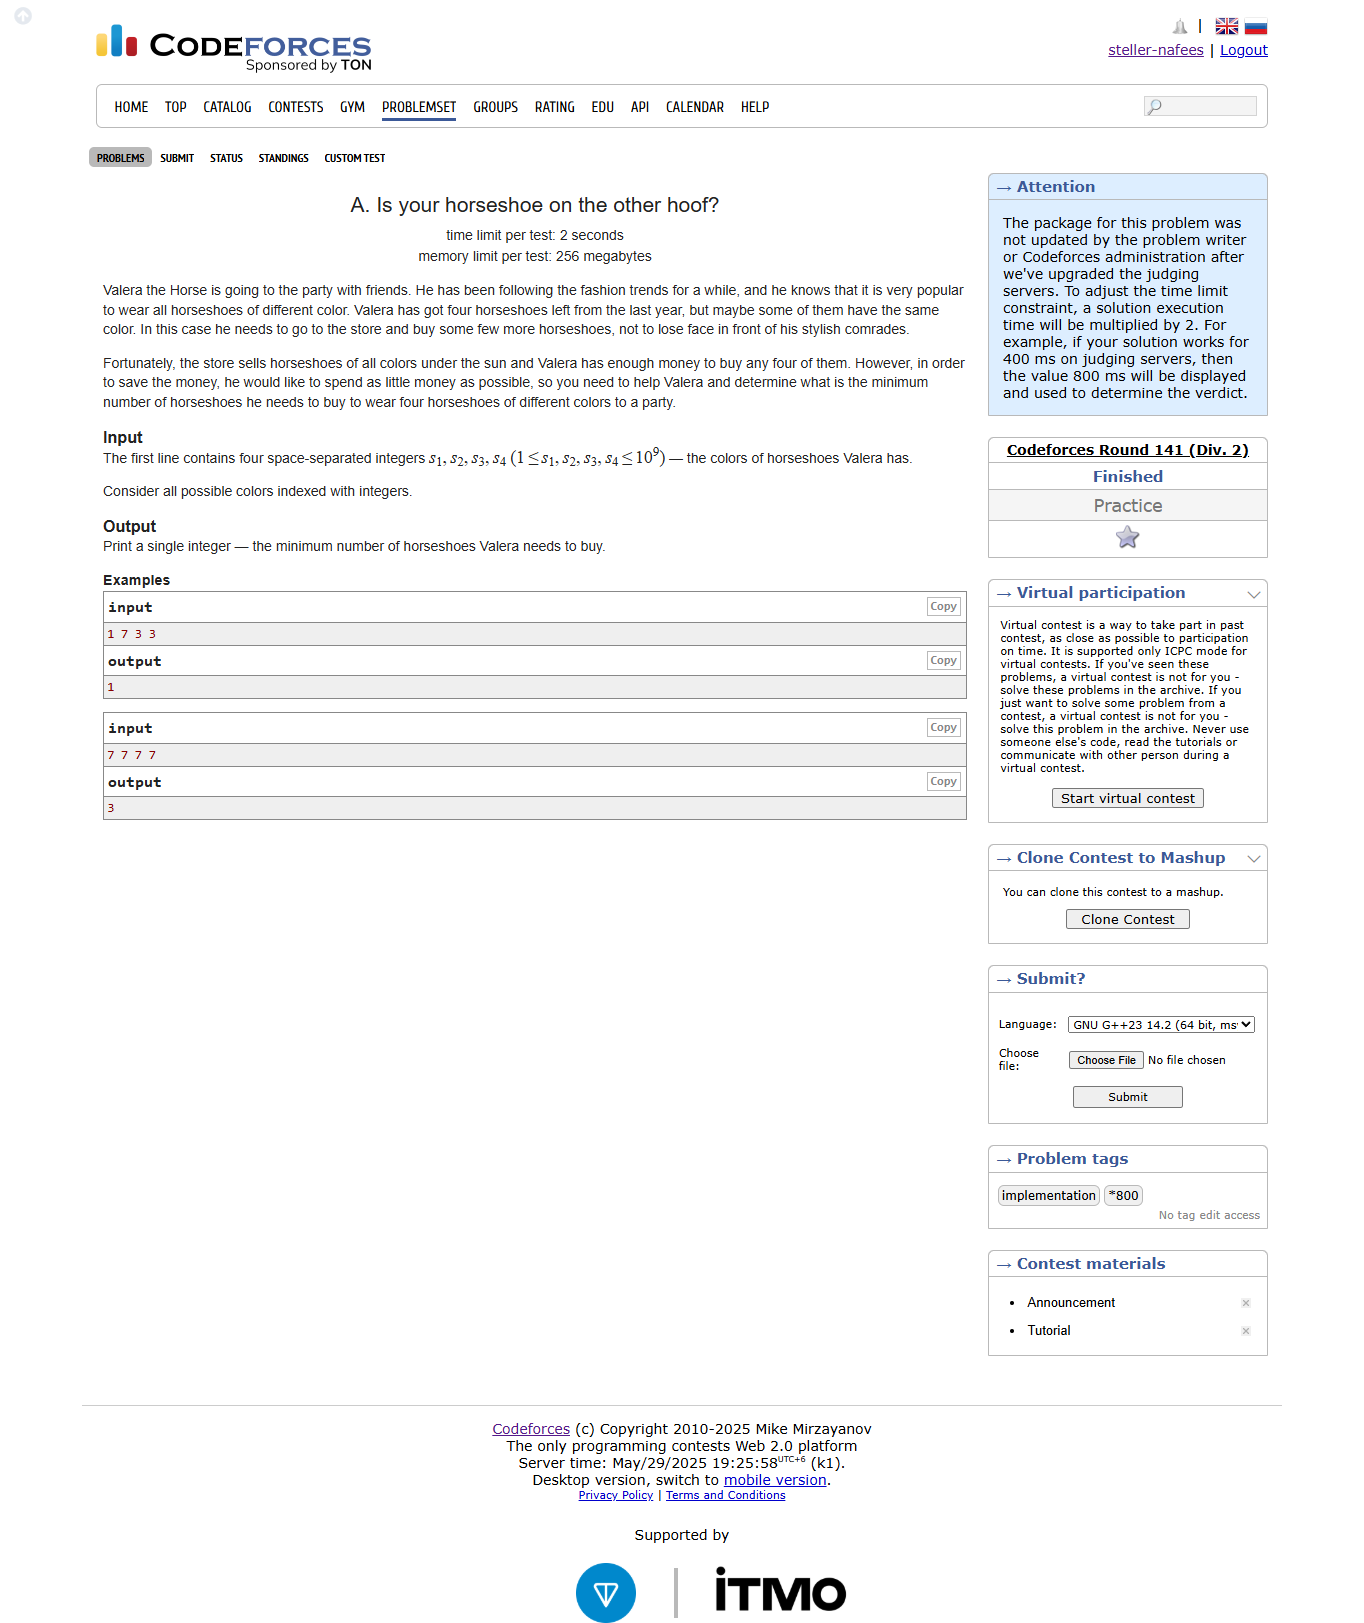 CODEFORCES
Sponsored by TON
|
steller-nafees | Logout
HOME TOP CATALOG CONTESTS GYM PROBLEMSET GROUPS RATING EDU API CALENDAR HELP
PROBLEMS SUBMIT STATUS STANDINGS CUSTOM TEST
A. Is your horseshoe on the other hoof?
time limit per test: 2 seconds
memory limit per test: 256 megabytes
Valera the Horse is going to the party with friends. He has been following the fashion trends for a while, and he knows that it is very popular
to wear all horseshoes of different color. Valera has got four horseshoes left from the last year, but maybe some of them have the same
color. In this case he needs to go to the store and buy some few more horseshoes, not to lose face in front of his stylish comrades.
Fortunately, the store sells horseshoes of all colors under the sun and Valera has enough money to buy any four of them. However, in order
to save the money, he would like to spend as little money as possible, so you need to help Valera and determine what is the minimum
number of horseshoes he needs to buy to wear four horseshoes of different colors to a party.
Input
The first line contains four space-separated integers s1, s2, s3, s4 (1 ≤ s1, s2, s3, s4 ≤ 10^9) — the colors of horseshoes Valera has.
Consider all possible colors indexed with integers.
Output
Print a single integer — the minimum number of horseshoes Valera needs to buy.
Examples
input Copy
1 7 3 3
output Copy
1
input Copy
7 7 7 7
output Copy
3
→ Attention
The package for this problem was
not updated by the problem writer
or Codeforces administration after
we've upgraded the judging
servers. To adjust the time limit
constraint, a solution execution
time will be multiplied by 2. For
example, if your solution works for
400 ms on judging servers, then
the value 800 ms will be displayed
and used to determine the verdict.
Codeforces Round 141 (Div. 2)
Finished
Practice
→ Virtual participation
Virtual contest is a way to take part in past
contest, as close as possible to participation
on time. It is supported only ICPC mode for
virtual contests. If you've seen these
problems, a virtual contest is not for you -
solve these problems in the archive. If you
just want to solve some problem from a
contest, a virtual contest is not for you -
solve this problem in the archive. Never use
someone else's code, read the tutorials or
communicate with other person during a
virtual contest.
Start virtual contest
→ Clone Contest to Mashup
You can clone this contest to a mashup.
Clone Contest
→ Submit?
Language: GNU G++23 14.2 (64 bit, ms
Choose
file: Choose File No file chosen
Submit
→ Problem tags
implementation *800
No tag edit access
→ Contest materials
• Announcement ×
• Tutorial ×
Codeforces (c) Copyright 2010-2025 Mike Mirzayanov
The only programming contests Web 2.0 platform
Server time: May/29/2025 19:25:58UTC+6 (k1).
Desktop version, switch to mobile version.
Privacy Policy | Terms and Conditions
Supported by
iTMO